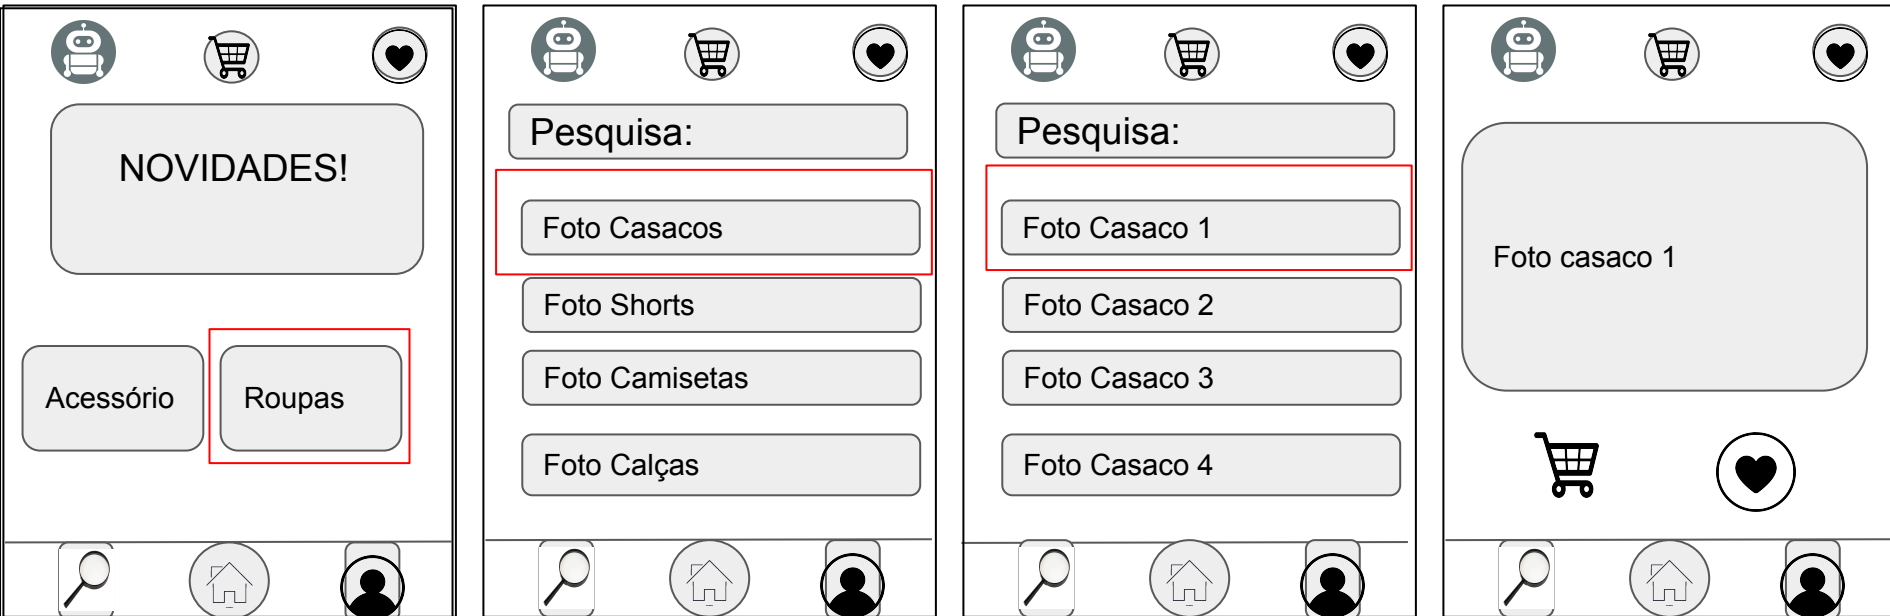 NOVIDADES!
Acessório
Roupas
Pesquisa:
Foto Casacos
Foto Shorts
Foto Camisetas
Foto Calças
Pesquisa:
Foto Casaco 1
Foto Casaco 2
Foto Casaco 3
Foto Casaco 4
Foto casaco 1